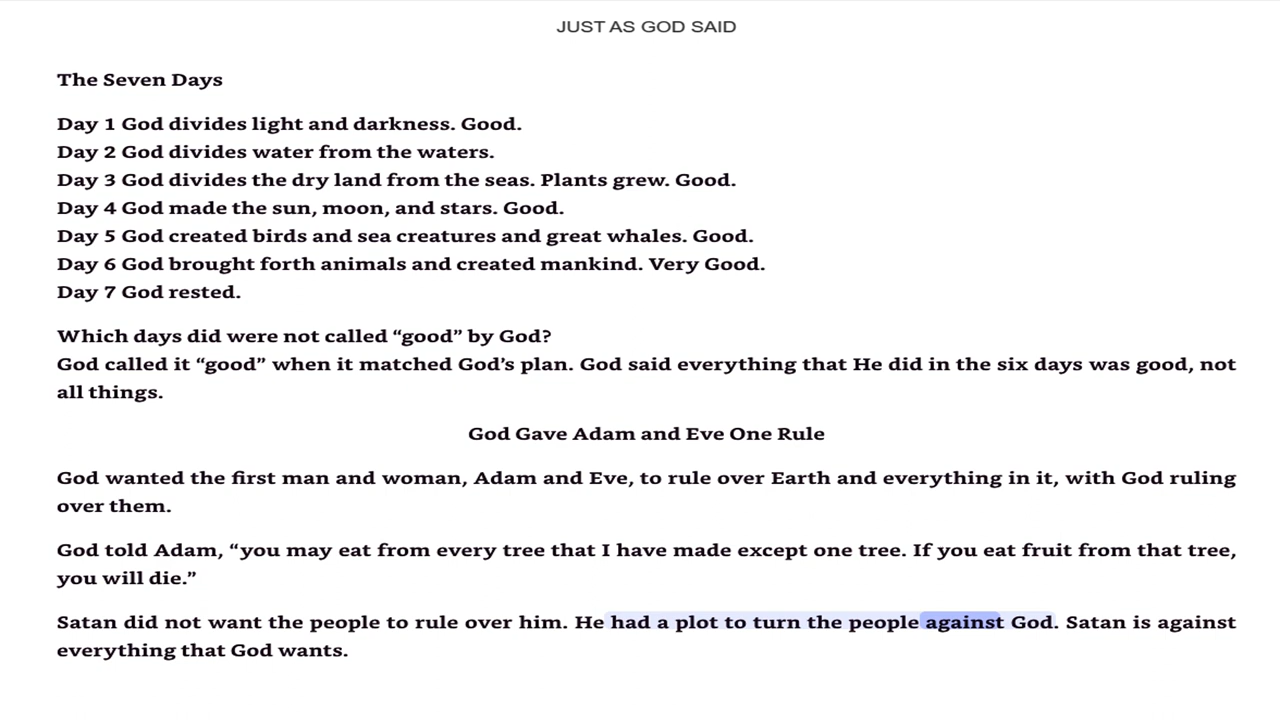 JUST AS GOD SAID
The Seven Days
Day 1 God divides light and darkness. Good.
Day 2 God divides water from the waters.
Day 3 God divides the dry land from the seas. Plants grew. Good.
Day 4 God made the sun, moon, and stars. Good.
Day 5 God created birds and sea creatures and great whales. Good.
Day 6 God brought forth animals and created mankind. Very Good.
Day 7 God rested.
Which days did were not called “good” by God?
God called it “good” when it matched God’s plan. God said everything that He did in the six days was good, not
all things.
God Gave Adam and Eve One Rule
God wanted the first man and woman, Adam and Eve, to rule over Earth and everything in it, with God ruling
over them.
God told Adam, “you may eat from every tree that I have made except one tree. If you eat fruit from that tree,
you will die.”
Satan did not want the people to rule over him. He had a plot to turn the people against God. Satan is against
everything that God wants.